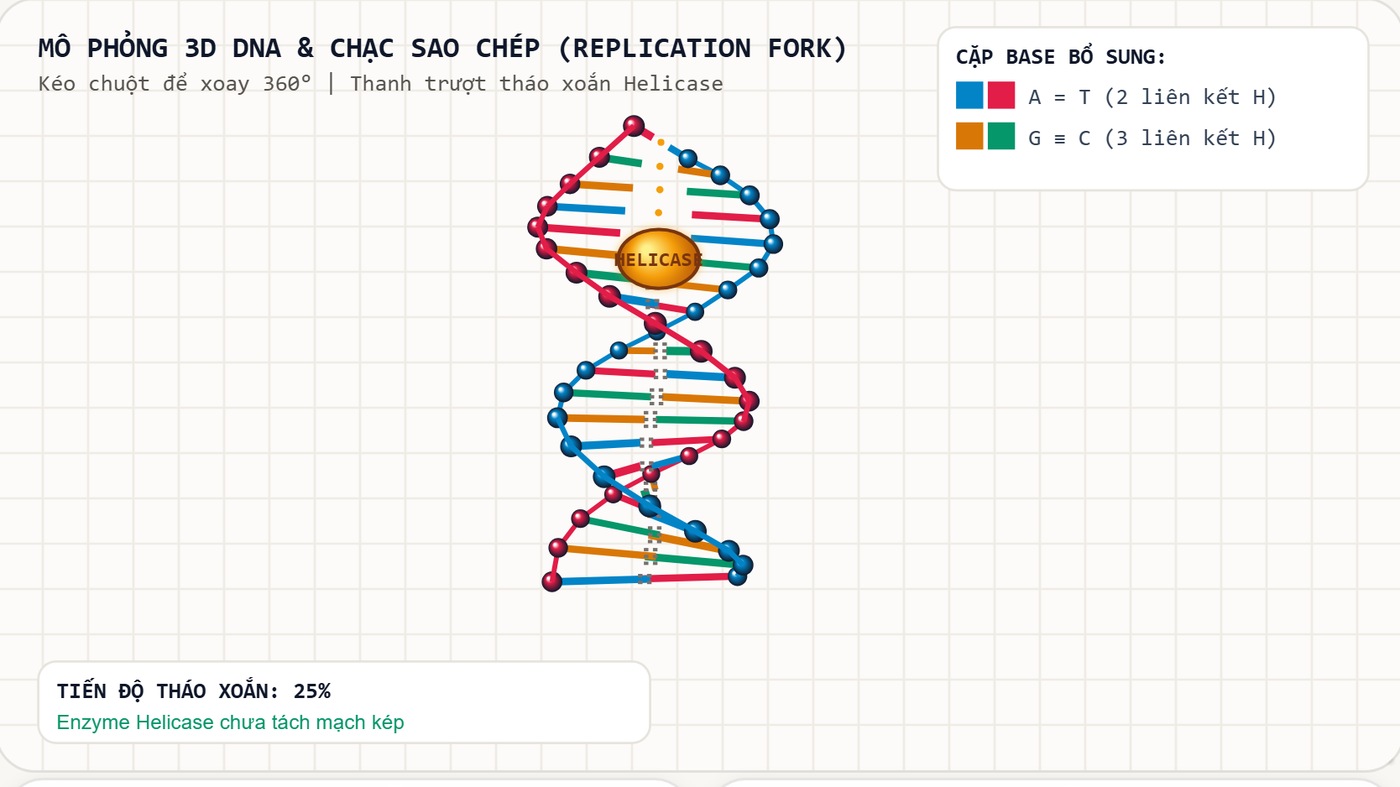 MÔ PHỎNG 3D DNA & CHẠC SAO CHÉP (REPLICATION FORK)
Kéo chuột để xoay 360° | Thanh trượt tháo xoắn Helicase
CẶP BASE BỔ SUNG:
A = T (2 liên kết H)
G ≡ C (3 liên kết H)
HELICASE
TIẾN ĐỘ THÁO XOẮN: 25%
Enzyme Helicase chưa tách mạch kép